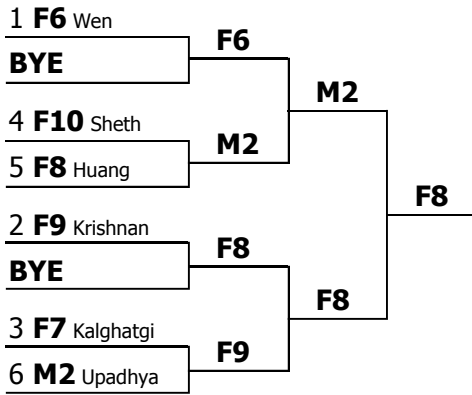 1 F6 Wen
BYE
4 F10 Sheth
5 F8 Huang
2 F9 Krishnan
BYE
3 F7 Kalghatgi
6 M2 Upadhya
F6
M2
F8
F9
M2
F8
F8